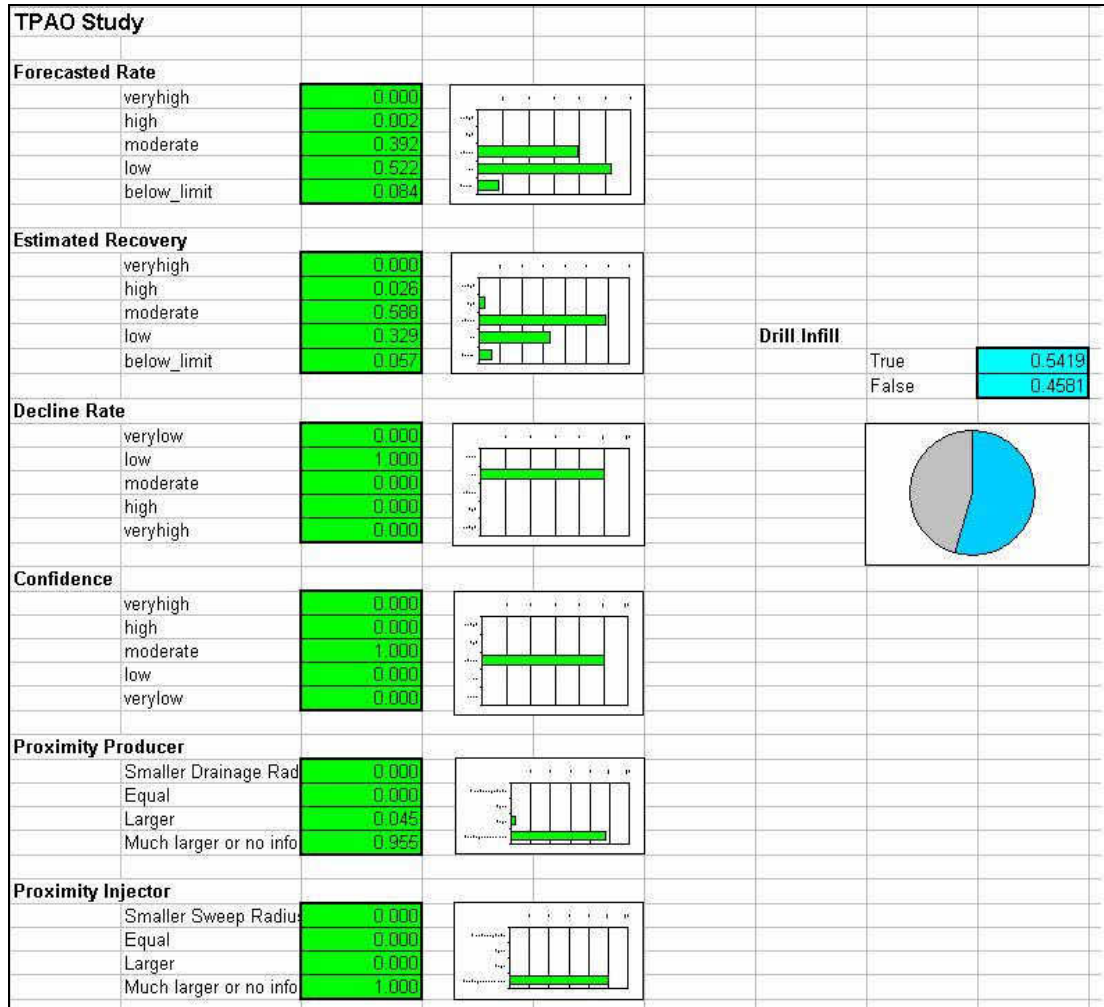 TPAO Study
Forecasted Rate
veryhigh 0.000
high 0.002
moderate 0.392
low 0.522
below_limit 0.084
Estimated Recovery
veryhigh 0.000
high 0.026
moderate 0.588
low 0.329
below_limit 0.057
Drill Infill
True 0.5419
False 0.4581
Decline Rate
verylow 0.000
low 1.000
moderate 0.000
high 0.000
veryhigh 0.000
Confidence
veryhigh 0.000
high 0.000
moderate 1.000
low 0.000
verylow 0.000
Proximity Producer
Smaller Drainage Rad 0.000
Equal 0.000
Larger 0.045
Much larger or no info 0.955
Proximity Injector
Smaller Sweep Radius 0.000
Equal 0.000
Larger 0.000
Much larger or no info 1.000